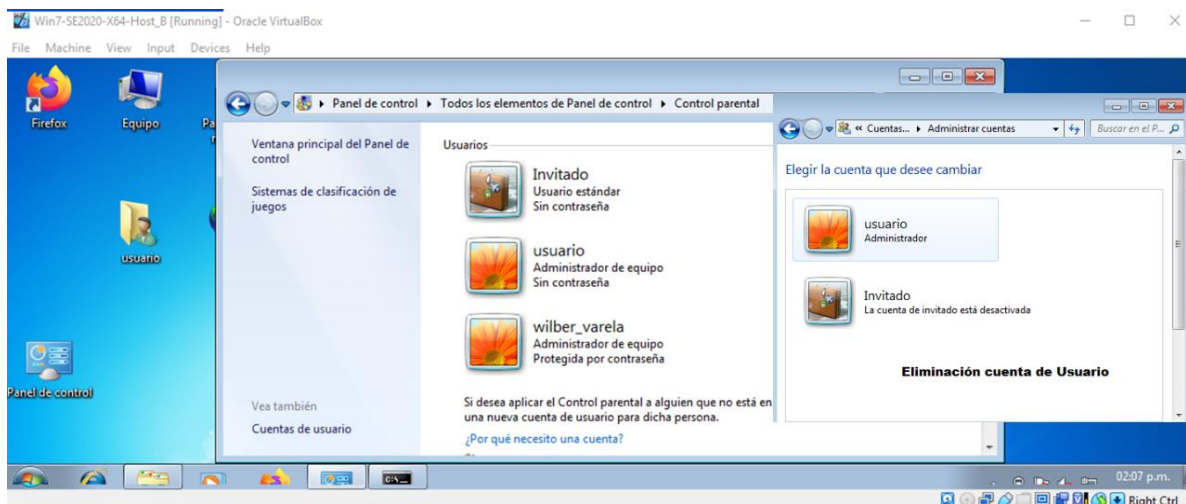 Win7-SE2020-X64-Host_B [Running] - Oracle VirtualBox
File Machine View Input Devices Help
Firefox
Equipo
usuario
Panel de control
Panel de control ▸ Todos los elementos de Panel de control ▸ Control parental
Ventana principal del Panel de
control
Sistemas de clasificación de
juegos
Vea también
Cuentas de usuario
Usuarios
Invitado
Usuario estándar
Sin contraseña
usuario
Administrador de equipo
Sin contraseña
wilber_varela
Administrador de equipo
Protegida por contraseña
Si desea aplicar el Control parental a alguien que no está en
una nueva cuenta de usuario para dicha persona.
¿Por qué necesito una cuenta?
« Cuentas... ▸ Administrar cuentas
Buscar en el P...
Elegir la cuenta que desee cambiar
usuario
Administrador
Invitado
La cuenta de invitado está desactivada
Eliminación cuenta de Usuario
02:07 p.m.
Right Ctrl